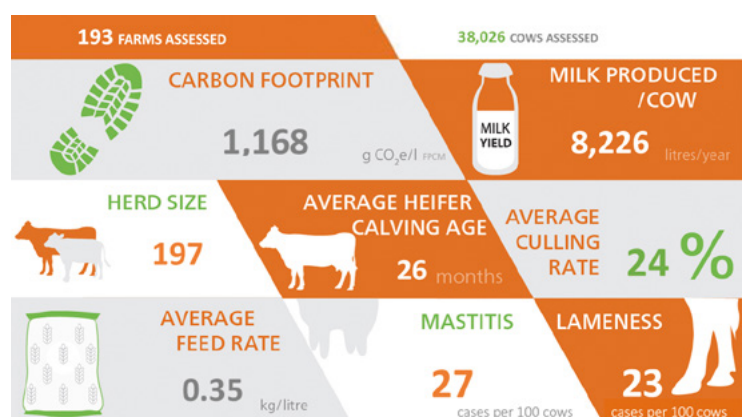 193 FARMS ASSESSED
38,026 COWS ASSESSED
CARBON FOOTPRINT
1,168
g CO₂e/l FPCM
MILK
YIELD
MILK PRODUCED
/COW
8,226
litres/year
HERD SIZE
197
AVERAGE HEIFER
CALVING AGE
26 months
AVERAGE
CULLING
RATE
24 %
AVERAGE
FEED RATE
0.35
kg/litre
MASTITIS
27
cases per 100 cows
LAMENESS
23
cases per 100 cows